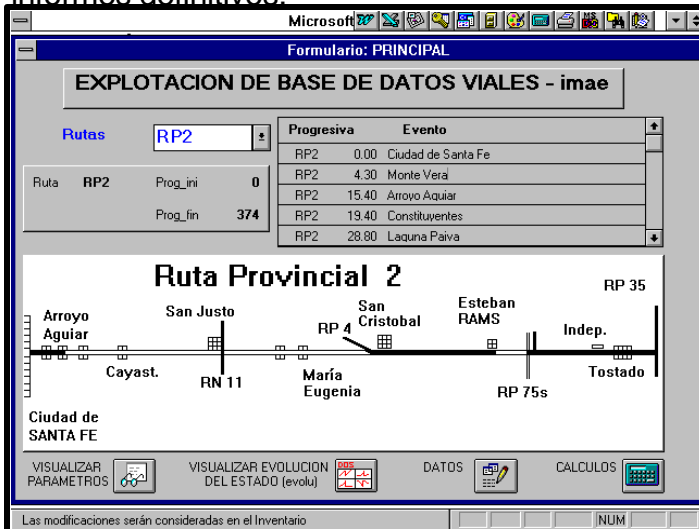 informes definitivos.
Microsoft
Formulario: PRINCIPAL
EXPLOTACION DE BASE DE DATOS VIALES - imae
Rutas RP2
Ruta RP2 Prog_ini 0
Prog_fin 374
Progresiva Evento
RP2 0.00 Ciudad de Santa Fe
RP2 4.30 Monte Vera
RP2 15.40 Arroyo Aguiar
RP2 19.40 Constituyentes
RP2 28.80 Laguna Paiva
Ruta Provincial 2
RP 35
Arroyo
Aguiar
San Justo
San
Cristobal
RP 4
Esteban
RAMS
Indep.
Cayast.
RN 11
María
Eugenia
RP 75s
Tostado
Ciudad de
SANTA FE
VISUALIZAR
PARAMETROS
VISUALIZAR EVOLUCION
DEL ESTADO (evolu)
DOS
DATOS
CALCULOS
Las modificaciones serán consideradas en el Inventario
NUM